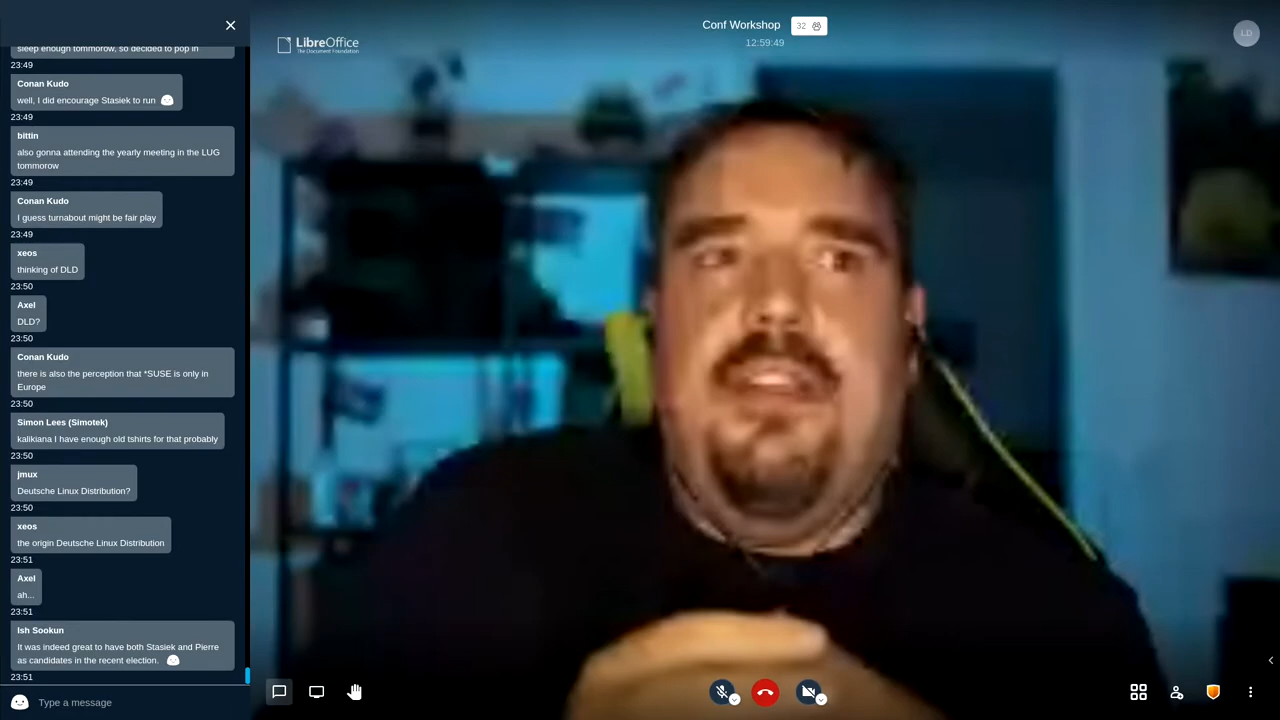 sleep enough tommorow, so decided to pop in
23:49
Conan Kudo
well, I did encourage Stasiek to run
23:49
bittin
also gonna attending the yearly meeting in the LUG
tommorow
23:49
Conan Kudo
I guess turnabout might be fair play
23:49
xeos
thinking of DLD
23:50
Axel
DLD?
23:50
Conan Kudo
there is also the perception that *SUSE is only in
Europe
23:50
Simon Lees (Simotek)
kalikiana I have enough old tshirts for that probably
23:50
jmux
Deutsche Linux Distribution?
23:50
xeos
the origin Deutsche Linux Distribution
23:51
Axel
ah...
23:51
Ish Sookun
It was indeed great to have both Stasiek and Pierre
as candidates in the recent election.
23:51
Type a message
LibreOffice
The Document Foundation
Conf Workshop
32
12:59:49
LD